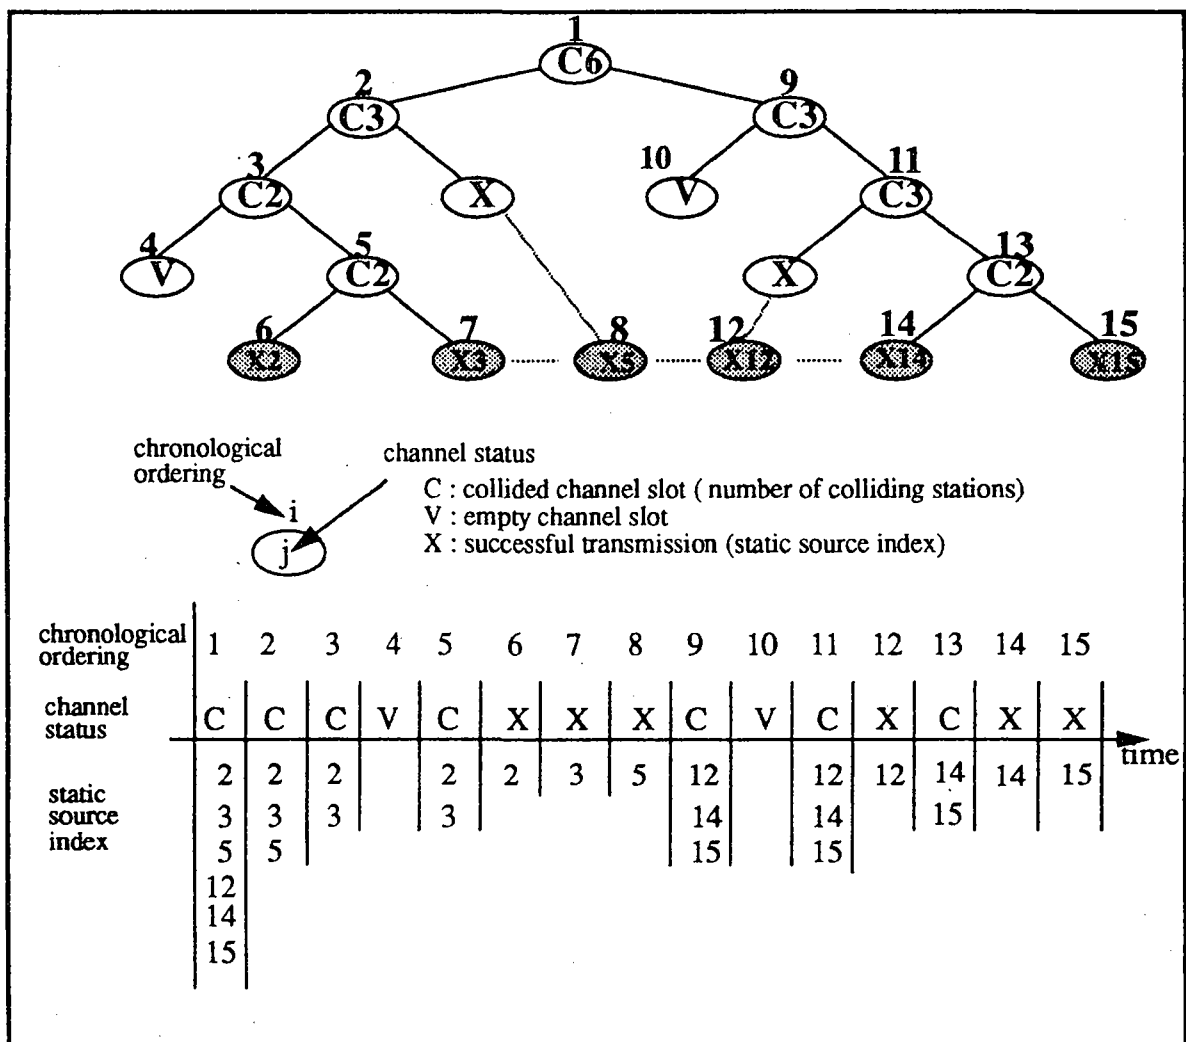 1
C6
2
9
C3
C3
3
10
11
C2
X
V
C3
4
5
13
V
C2
X
C2
6
7
8
12
14
15
X2
X3
X5
X12
X14
X15
chronological
ordering
channel status
i
j
C : collided channel slot ( number of colliding stations)
V : empty channel slot
X : successful transmission (static source index)
chronological
ordering
1 2 3 4 5 6 7 8 9 10 11 12 13 14 15
channel
status
C C C V C X X X C V C X C X X
time
static
source
index
2 2 2 2 2 3 5 12 12 12 14 14 15
3 3 3 3 14 14 15
5 5 15 15
12
14
15